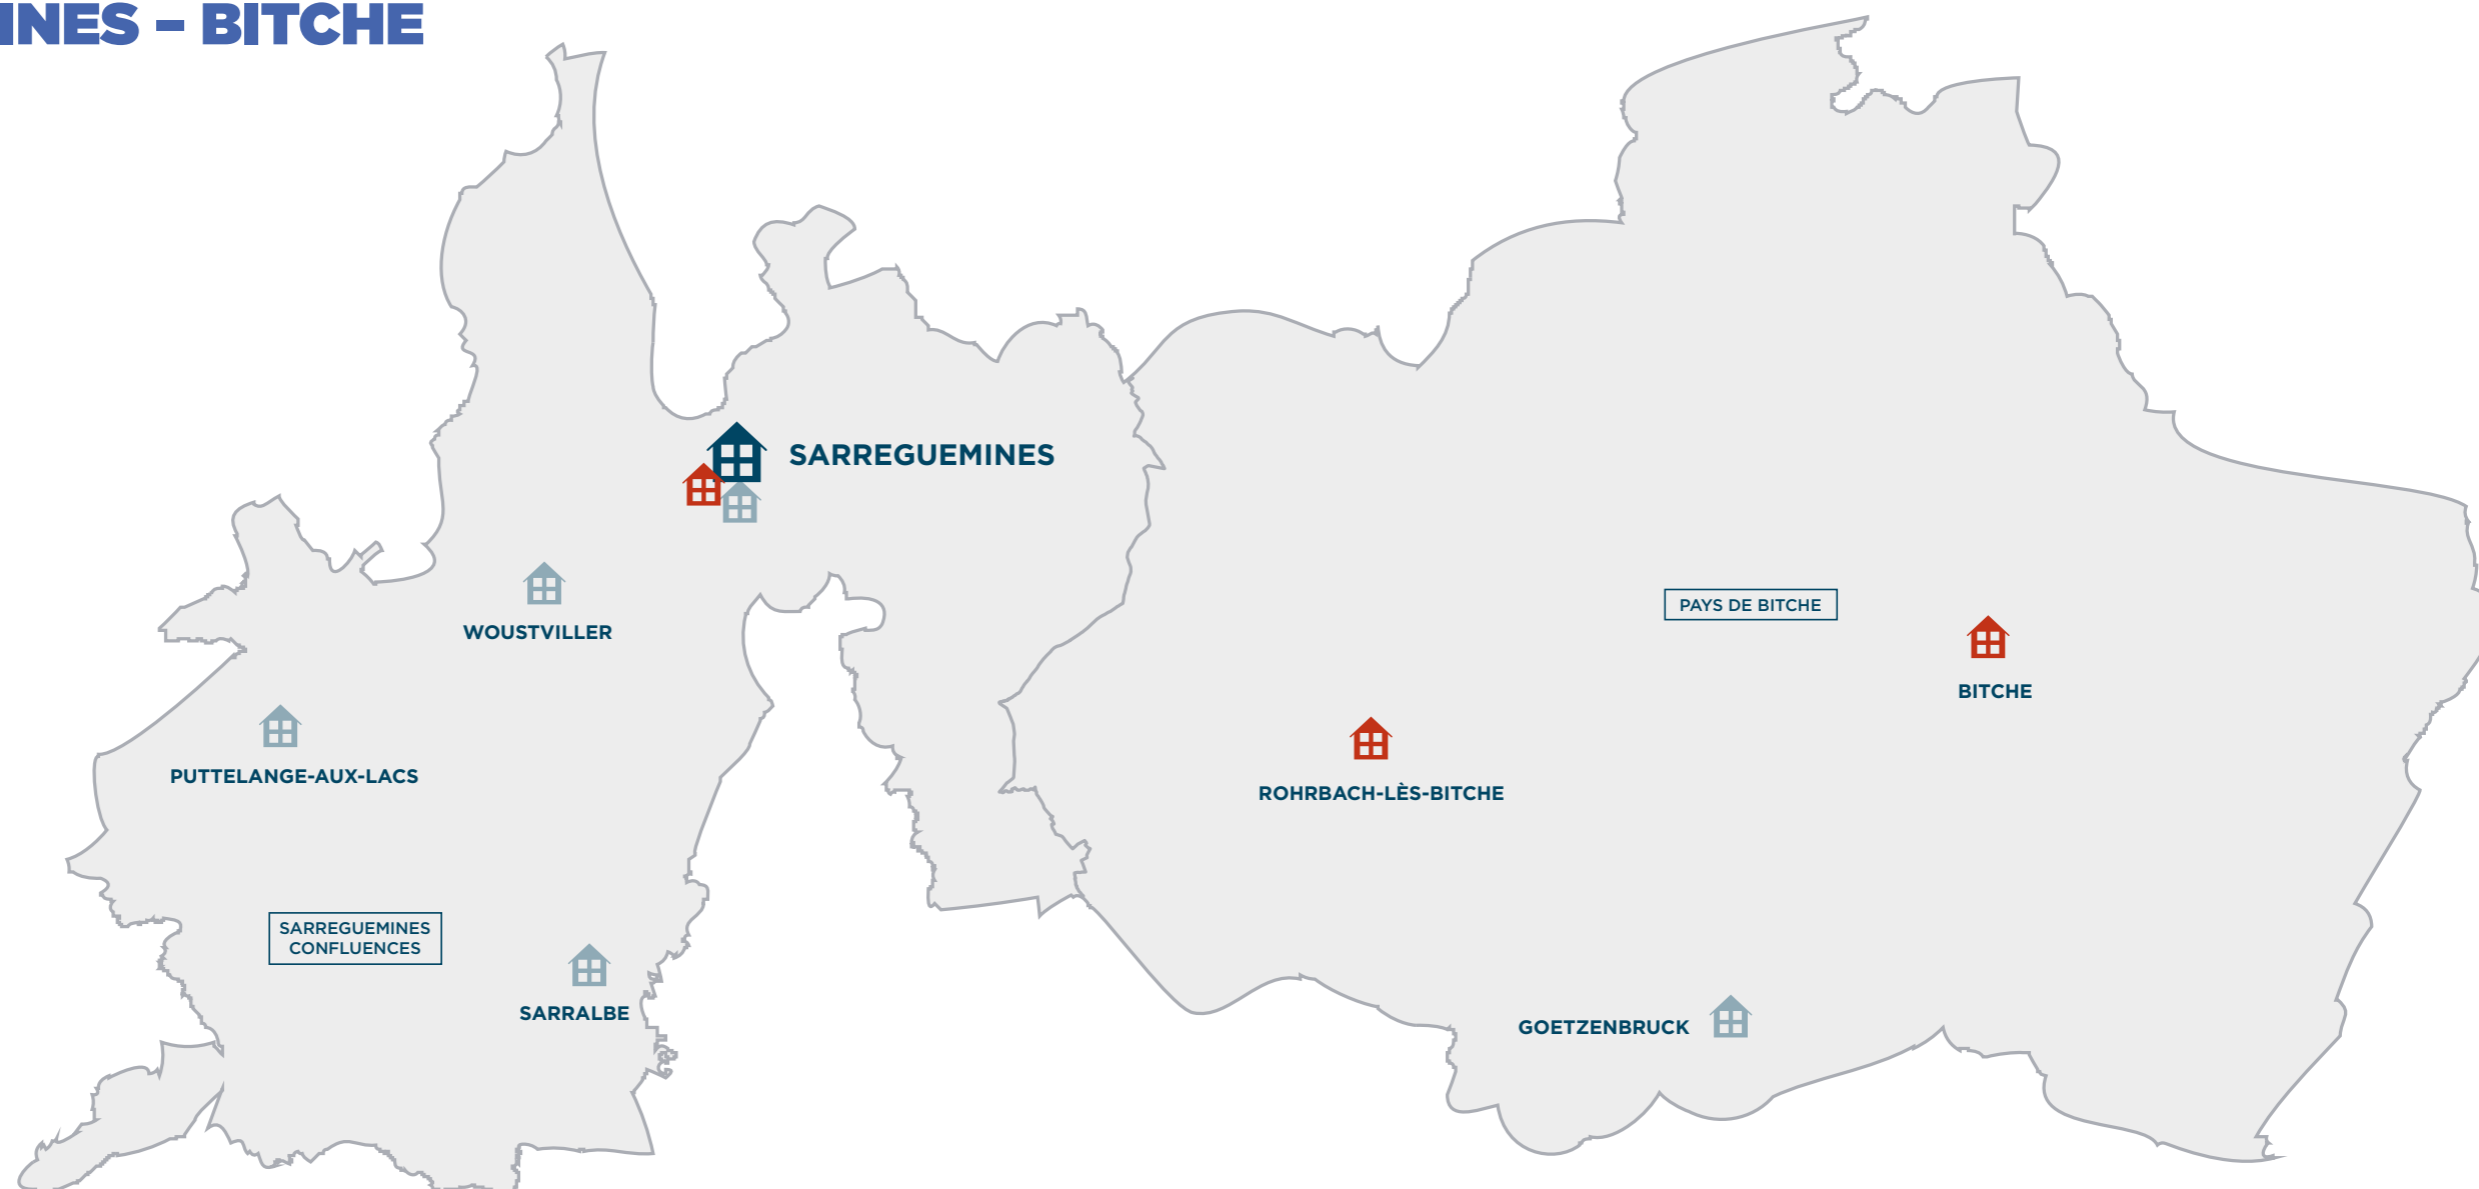 INES – BITCHE
SARREGUEMINES
WOUSTVILLER
PAYS DE BITCHE
BITCHE
PUTTELANGE-AUX-LACS
ROHRBACH-LÈS-BITCHE
SARREGUEMINES
CONFLUENCES
SARRALBE
GOETZENBRUCK